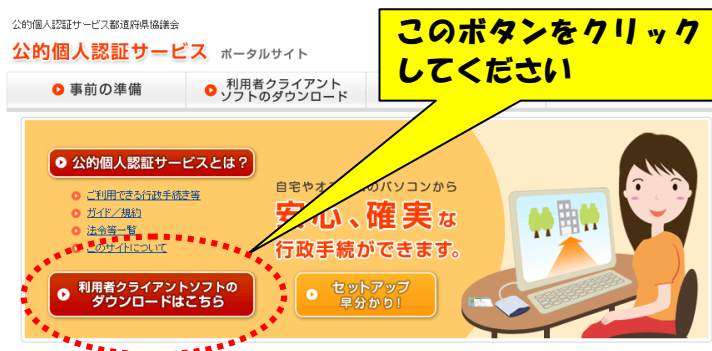 公的個人認証サービス都道府県協議会
公的個人認証サービス ポータルサイト
このボタンをクリック
してください
事前の準備
利用者クライアント
ソフトのダウンロード
公的個人認証サービスとは?
ご利用できる行政手続き等
ガイド/規約
法令等一覧
このサイトについて
自宅やオ のパソコンから
安心、確実な
行政手続ができます。
利用者クライアントソフトの
ダウンロードはこちら
セットアップ
早分かり!